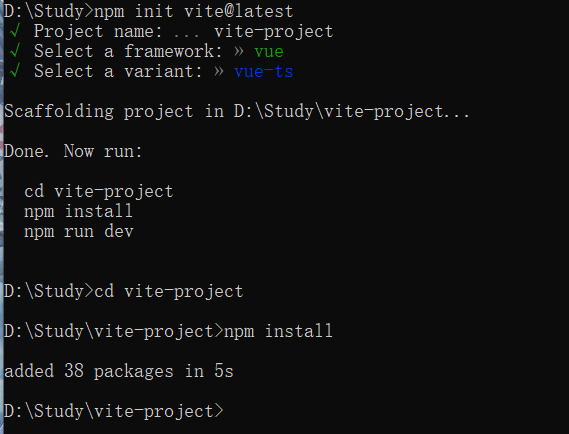 D:\Study>npm init vite@latest
√ Project name: ... vite-project
√ Select a framework: » vue
√ Select a variant: » vue-ts
Scaffolding project in D:\Study\vite-project...
Done. Now run:
cd vite-project
npm install
npm run dev
D:\Study>cd vite-project
D:\Study\vite-project>npm install
added 38 packages in 5s
D:\Study\vite-project>